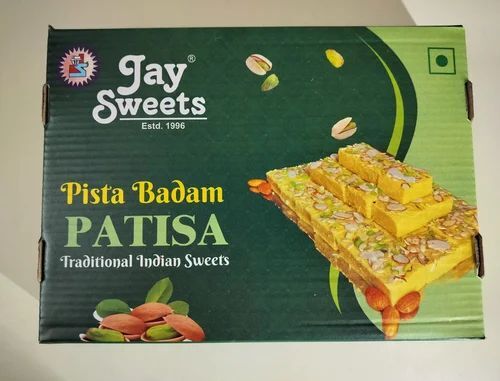 Jay®
Sweets
Estd. 1996
Pista Badam
PATISA
Traditional Indian Sweets